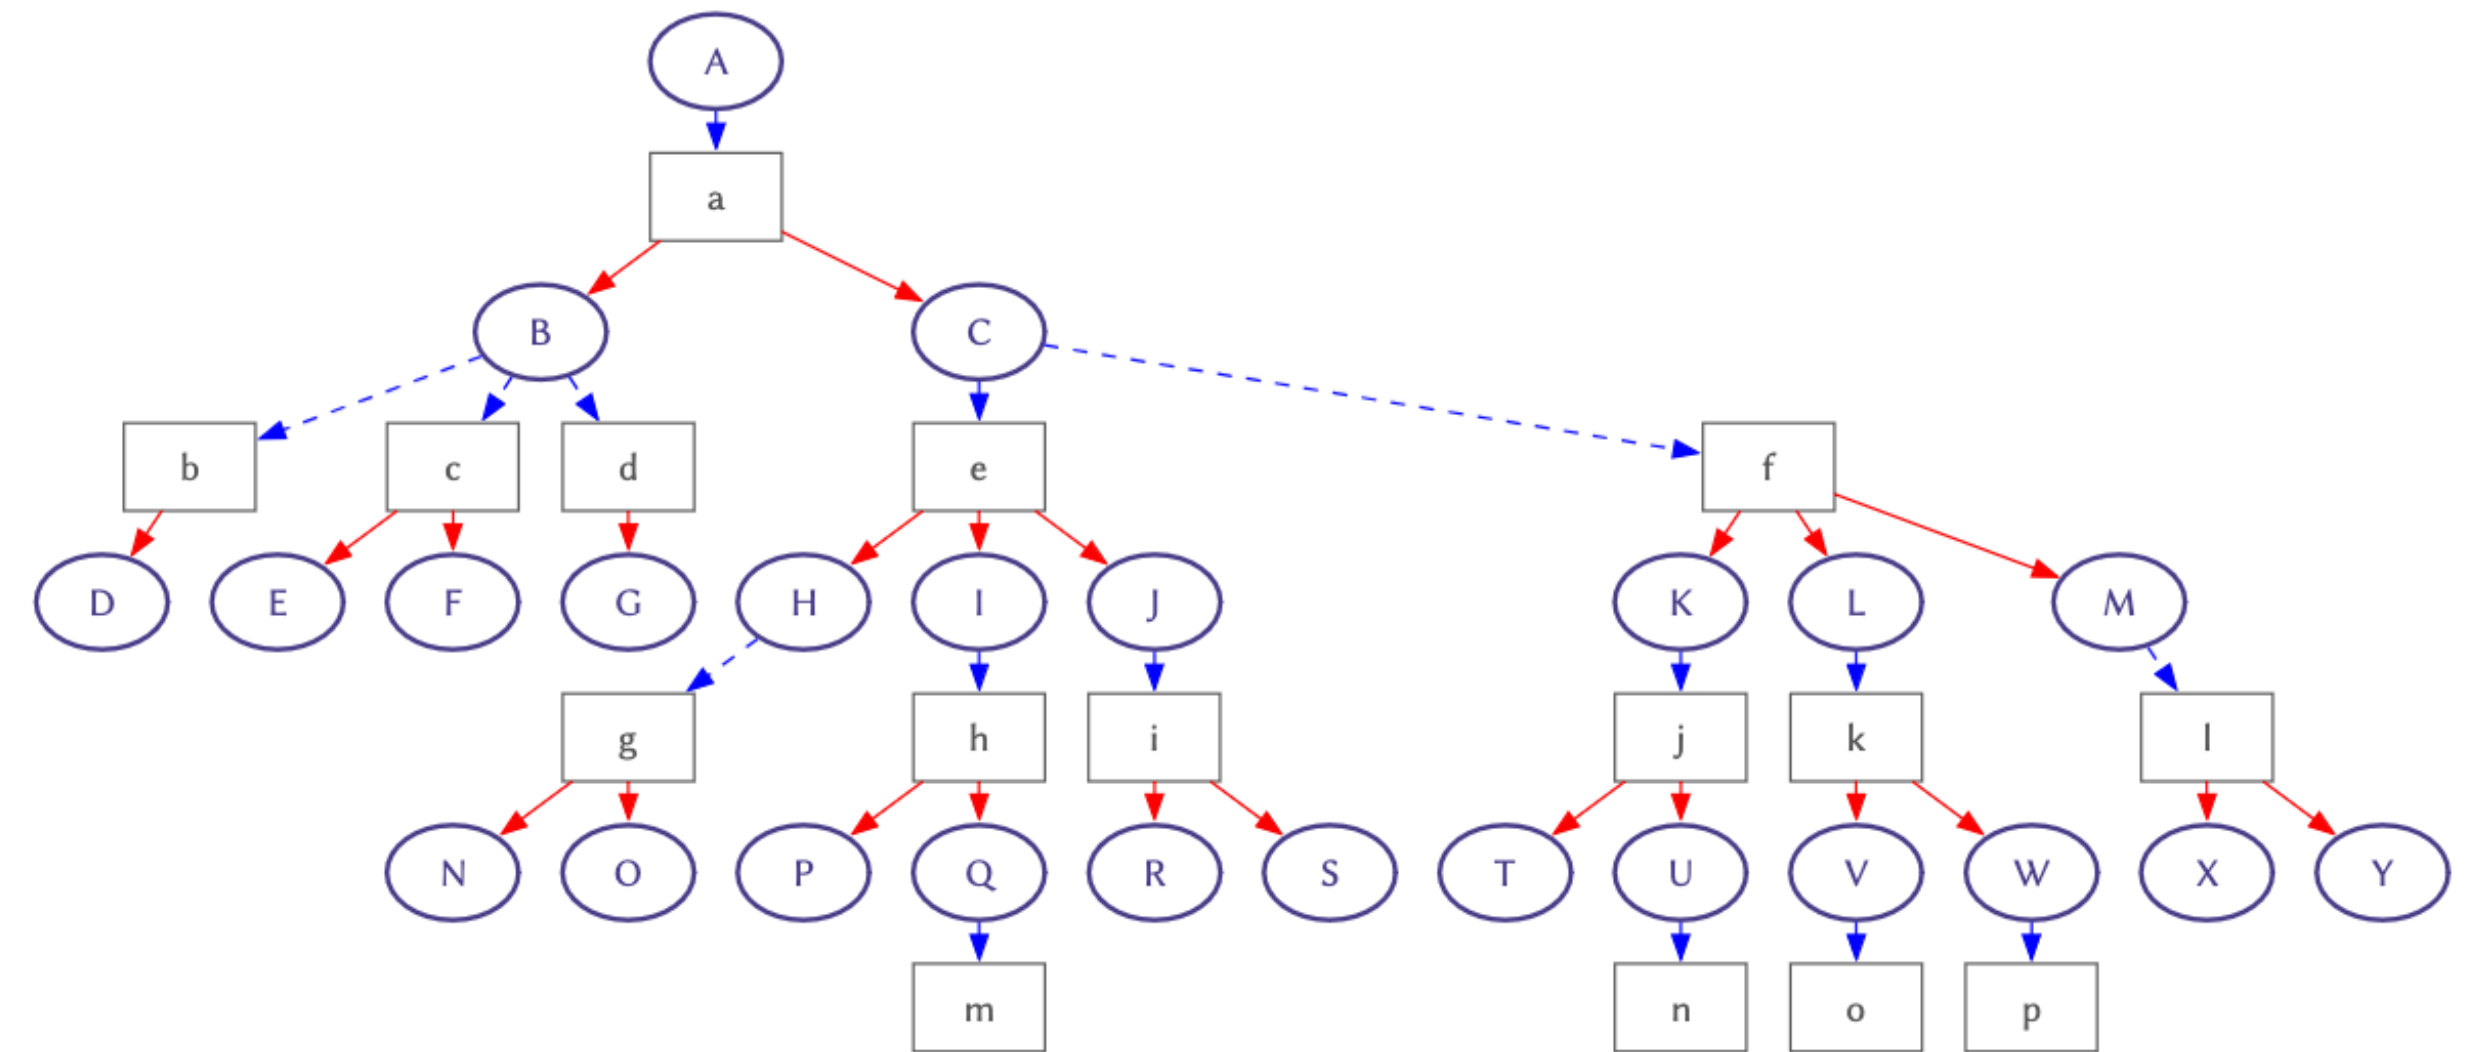 A
a
B C
b c d e f
D E F G H I J K L M
g h i j k l
N O P Q R S T U V W X Y
m n o p